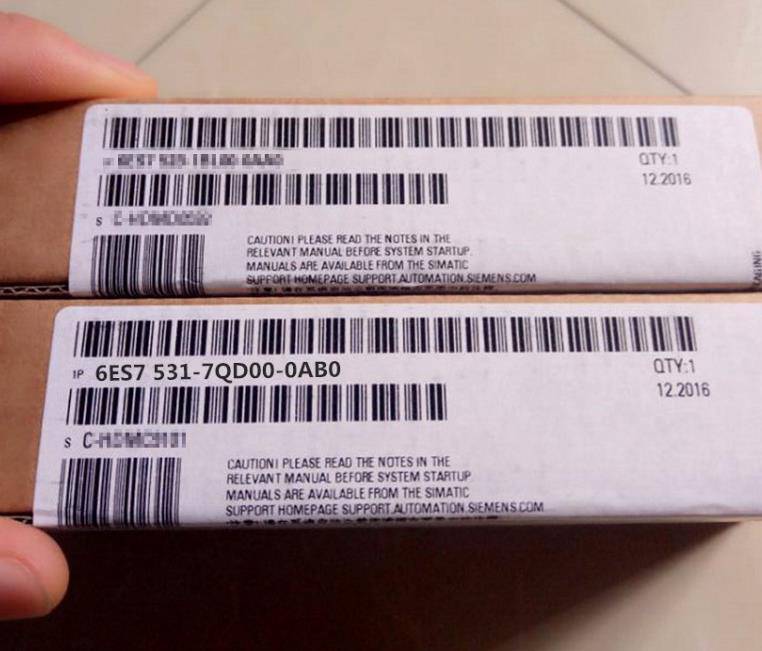 6ES7
QTY:1
12.2016
S
CAUTION! PLEASE READ THE NOTES IN THE
RELEVANT MANUAL BEFORE SYSTEM STARTUP.
MANUALS ARE AVAILABLE FROM THE SIMATIC
SUPPORT HOMEPAGE SUPPORT.AUTOMATION.SIEMENS.COM
1P 6ES7 531-7QD00-0AB0
QTY:1
12.2016
S
CAUTION! PLEASE READ THE NOTES IN THE
RELEVANT MANUAL BEFORE SYSTEM STARTUP
MANUALS ARE AVAILABLE FROM THE SIMATIC
SUPPORT HOMEPAGE SUPPORT.AUTOMATION.SIEMENS.COM